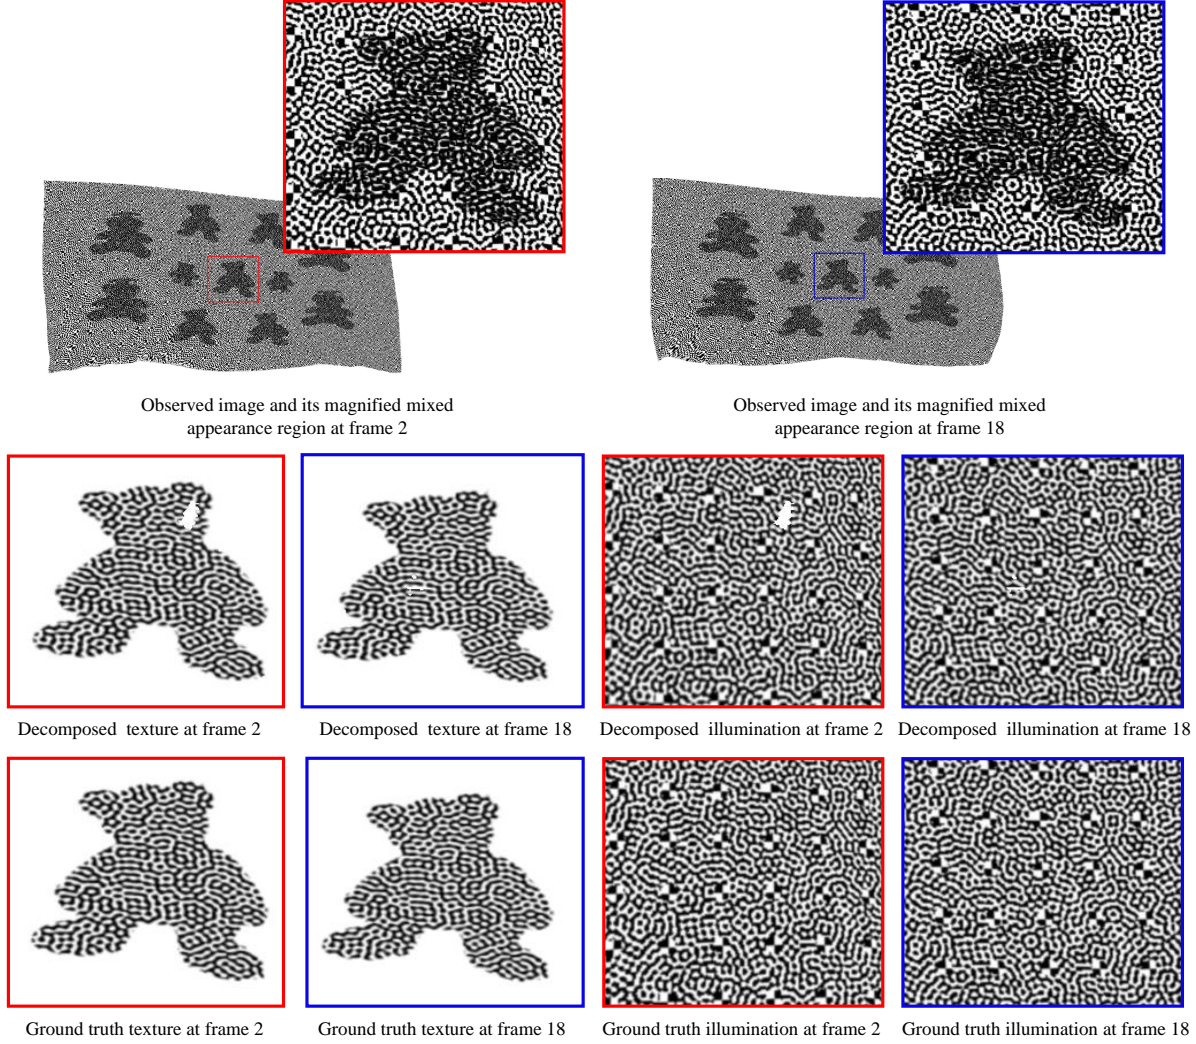 Observed image and its magnified mixed
appearance region at frame 2
Observed image and its magnified mixed
appearance region at frame 18
Decomposed texture at frame 2
Decomposed texture at frame 18
Decomposed illumination at frame 2
Decomposed illumination at frame 18
Ground truth texture at frame 2
Ground truth texture at frame 18
Ground truth illumination at frame 2
Ground truth illumination at frame 18